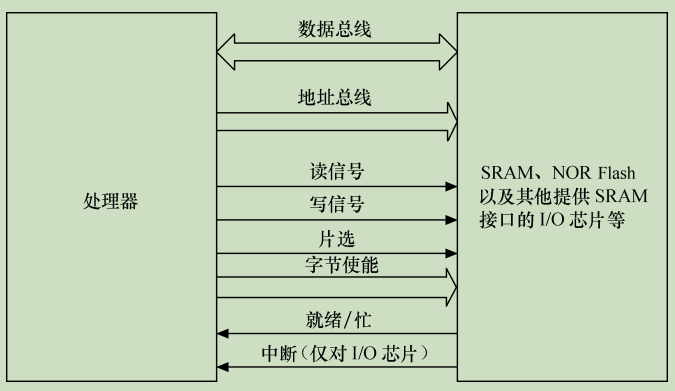 数据总线
地址总线
读信号
写信号
片选
字节使能
就绪/忙
中断(仅对 I/O 芯片)
处理器
SRAM、NOR Flash
以及其他提供 SRAM
接口的 I/O 芯片等